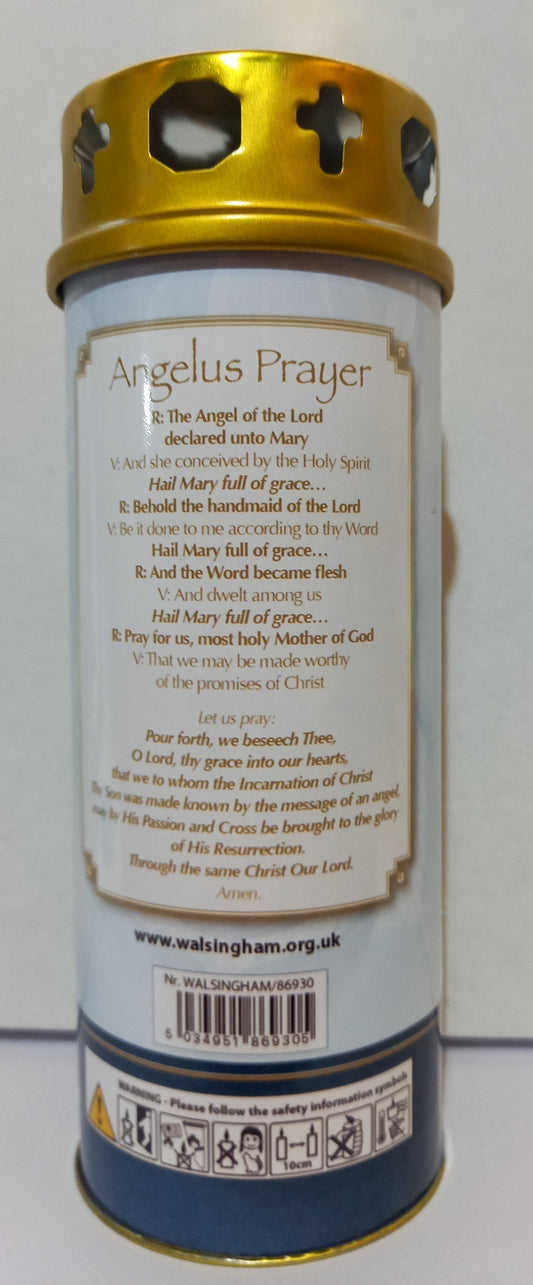 Angelus Prayer
R: The Angel of the Lord
declared unto Mary
V: And she conceived by the Holy Spirit
Hail Mary full of grace...
R: Behold the handmaid of the Lord
V: Be it done to me according to thy Word
Hail Mary full of grace...
R: And the Word became flesh
V: And dwelt among us
Hail Mary full of grace...
R: Pray for us, most holy Mother of God
V: That we may be made worthy
of the promises of Christ
Let us pray:
Pour forth, we beseech Thee,
O Lord, thy grace into our hearts,
that we to whom the Incarnation of Christ
Thy Son was made known by the message of an angel,
may by His Passion and Cross be brought to the glory
of His Resurrection.
Through the same Christ Our Lord.
Amen.
www.walsingham.org.uk
Nr. WALSINGHAM/86930
5 034951 869305
WARNING - Please follow the safety information symbols
10cm